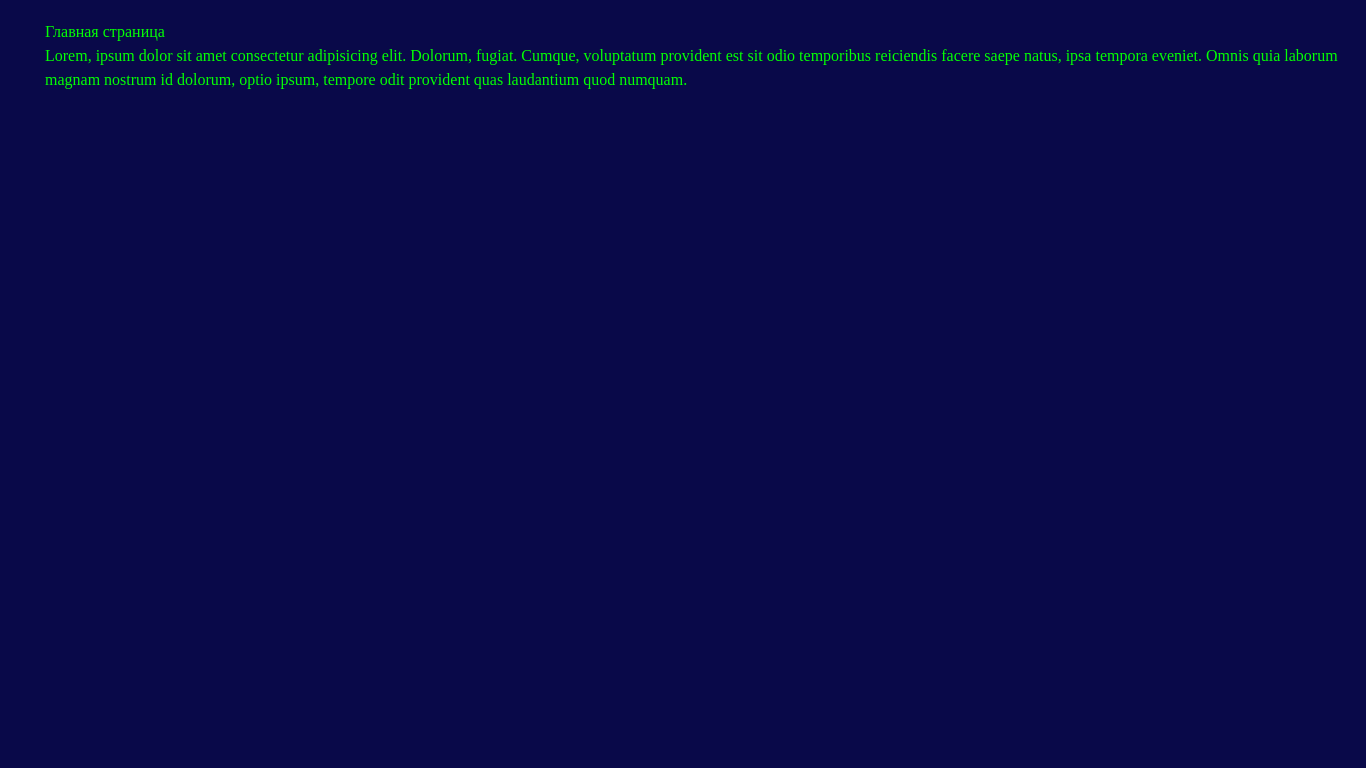 Главная страница
Lorem, ipsum dolor sit amet consectetur adipisicing elit. Dolorum, fugiat. Cumque, voluptatum provident est sit odio temporibus reiciendis facere saepe natus, ipsa tempora eveniet. Omnis quia laborum
magnam nostrum id dolorum, optio ipsum, tempore odit provident quas laudantium quod numquam.